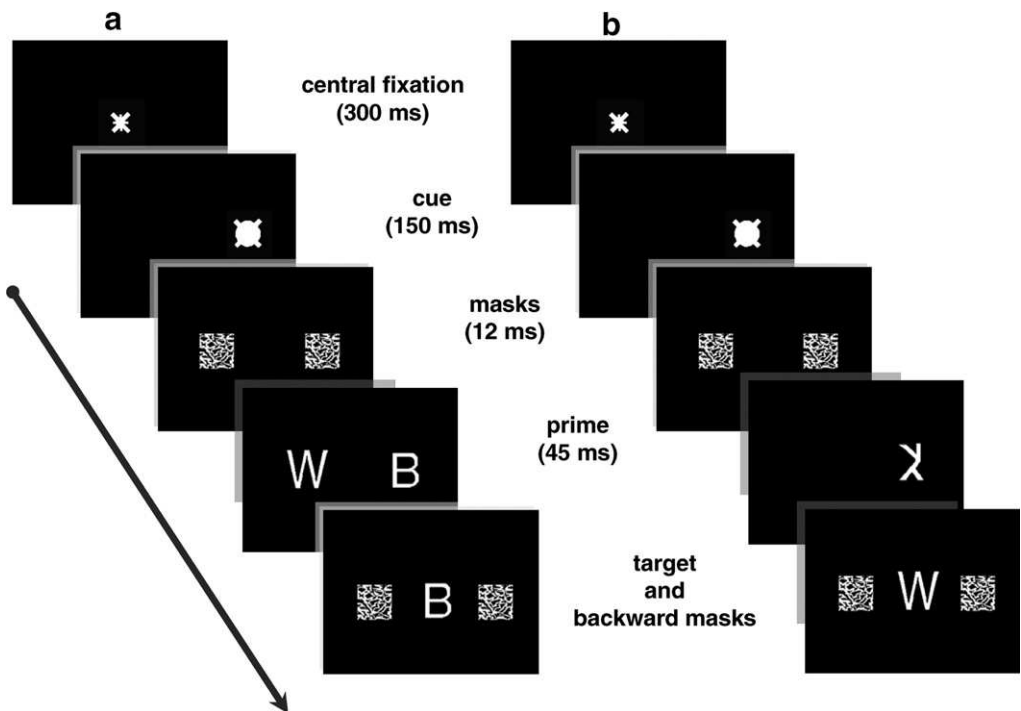 a
b
central fixation
(300 ms)
cue
(150 ms)
masks
(12 ms)
W B
prime
(45 ms)
B
target
and
backward masks
W